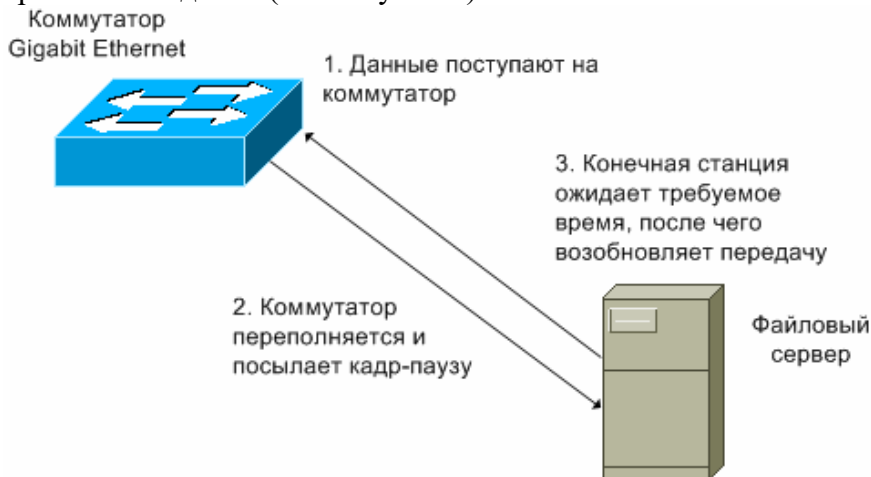 Коммутатор
Gigabit Ethernet
1. Данные поступают на
коммутатор
3. Конечная станция
ожидает требуемое
время, после чего
возобновляет передачу
2. Коммутатор
переполняется и
посылает кадр-паузу
Файловый
сервер